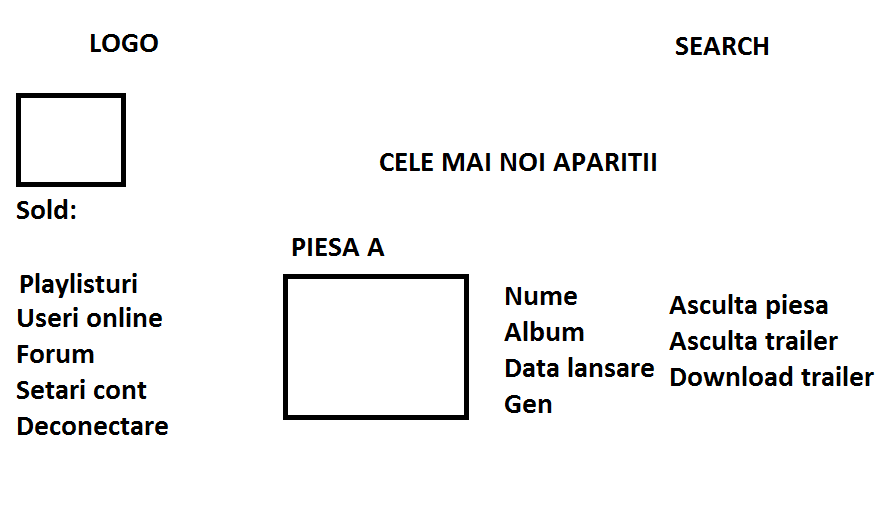 LOGO
SEARCH
CELE MAI NOI APARITII
Sold:
Playlisturi
Useri online
Forum
Setari cont
Deconectare
PIESA A
Nume
Album
Data lansare
Gen
Asculta piesa
Asculta trailer
Download trailer